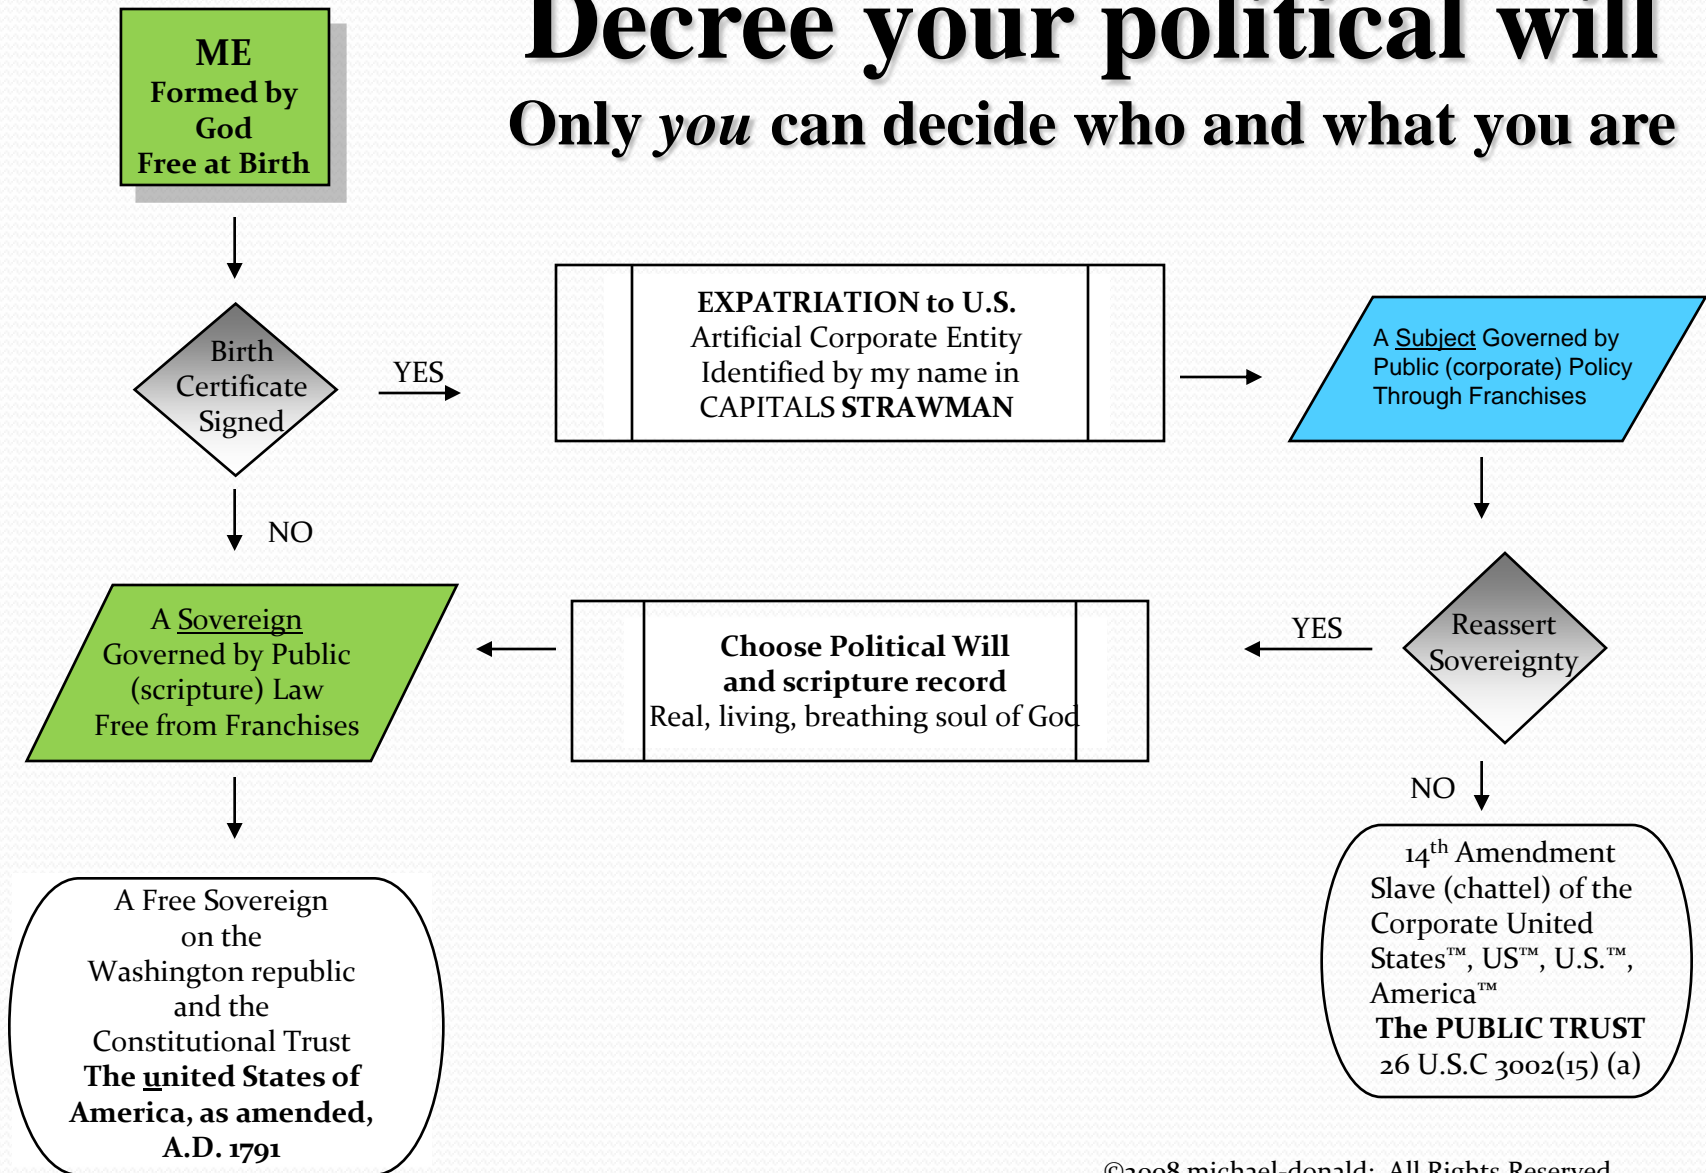 Decree your political will
Only you can decide who and what you are
ME
Formed by
God
Free at Birth
Birth
Certificate
Signed
YES
EXPATRIATION to U.S.
Artificial Corporate Entity
Identified by my name in
CAPITALS STRAWMAN
A Subject Governed by
Public (corporate) Policy
Through Franchises
NO
A Sovereign
Governed by Public
(scripture) Law
Free from Franchises
Choose Political Will
and scripture record
Real, living, breathing soul of God
YES
Reassert
Sovereignty
NO
A Free Sovereign
on the
Washington republic
and the
Constitutional Trust
The united States of
America, as amended,
A.D. 1791
14th Amendment
Slave (chattel) of the
Corporate United
States™, US™, U.S.™,
America™
The PUBLIC TRUST
26 U.S.C 3002(15) (a)
©2008 michael-donald: All Rights Reserved